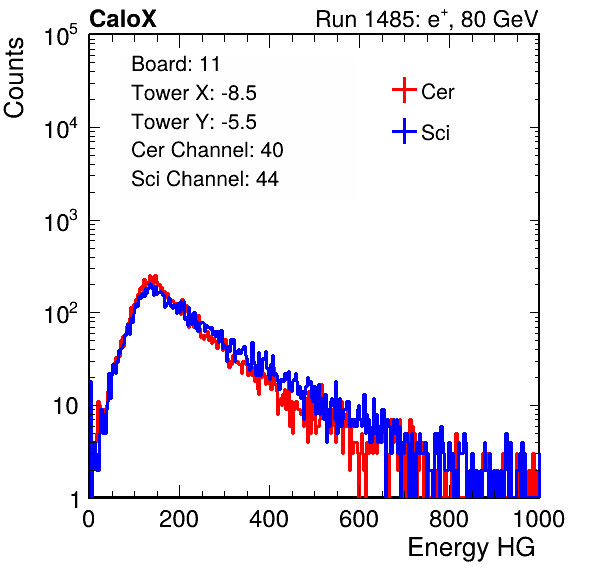 CaloX Run 1485: e⁺, 80 GeV
Counts
Board: 11
Tower X: -8.5
Tower Y: -5.5
Cer Channel: 40
Sci Channel: 44
Cer
Sci
10⁵
10⁴
10³
10²
10
1
0 200 400 600 800 1000
Energy HG